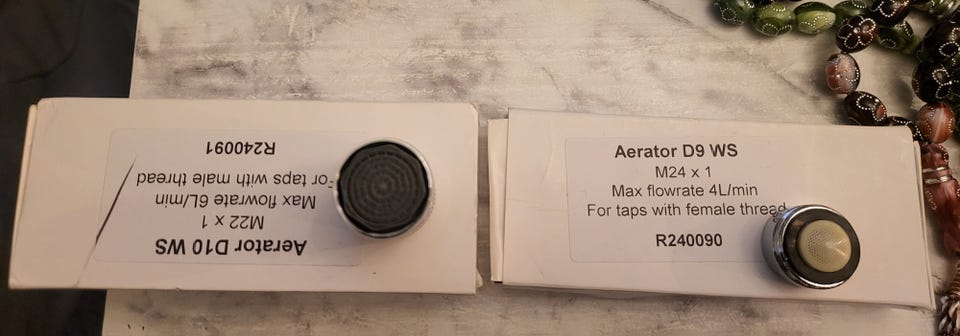 Aerator D10 WS
M22 x 1
Max flowrate 6L/min
For taps with male thread
R240091
Aerator D9 WS
M24 x 1
Max flowrate 4L/min
For taps with female thread
R240090